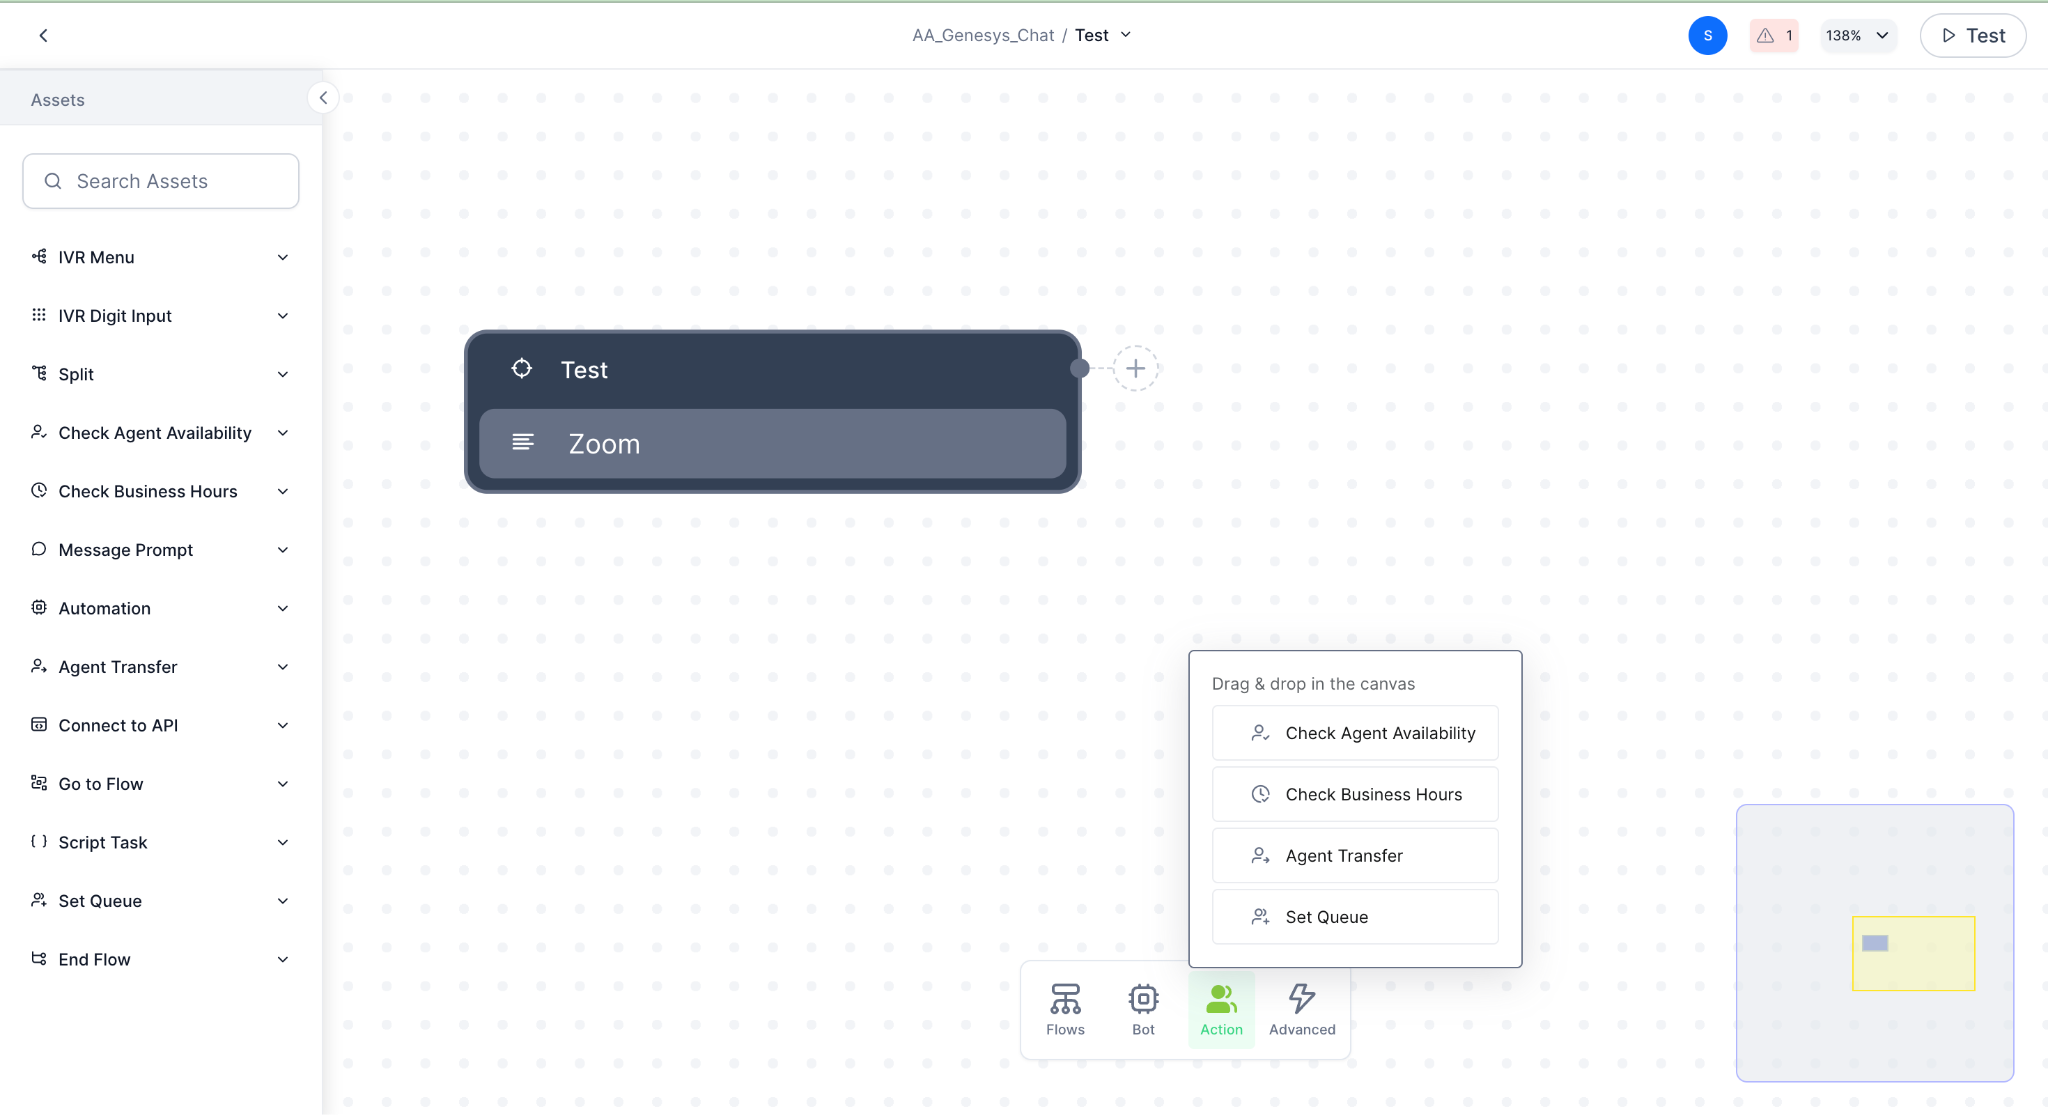 AA_Genesys_Chat / Test
S
1
138%
Test
Assets
Search Assets
IVR Menu
IVR Digit Input
Split
Check Agent Availability
Check Business Hours
Message Prompt
Automation
Agent Transfer
Connect to API
Go to Flow
Script Task
Set Queue
End Flow
Test
Zoom
Drag & drop in the canvas
Check Agent Availability
Check Business Hours
Agent Transfer
Set Queue
Flows
Bot
Action
Advanced